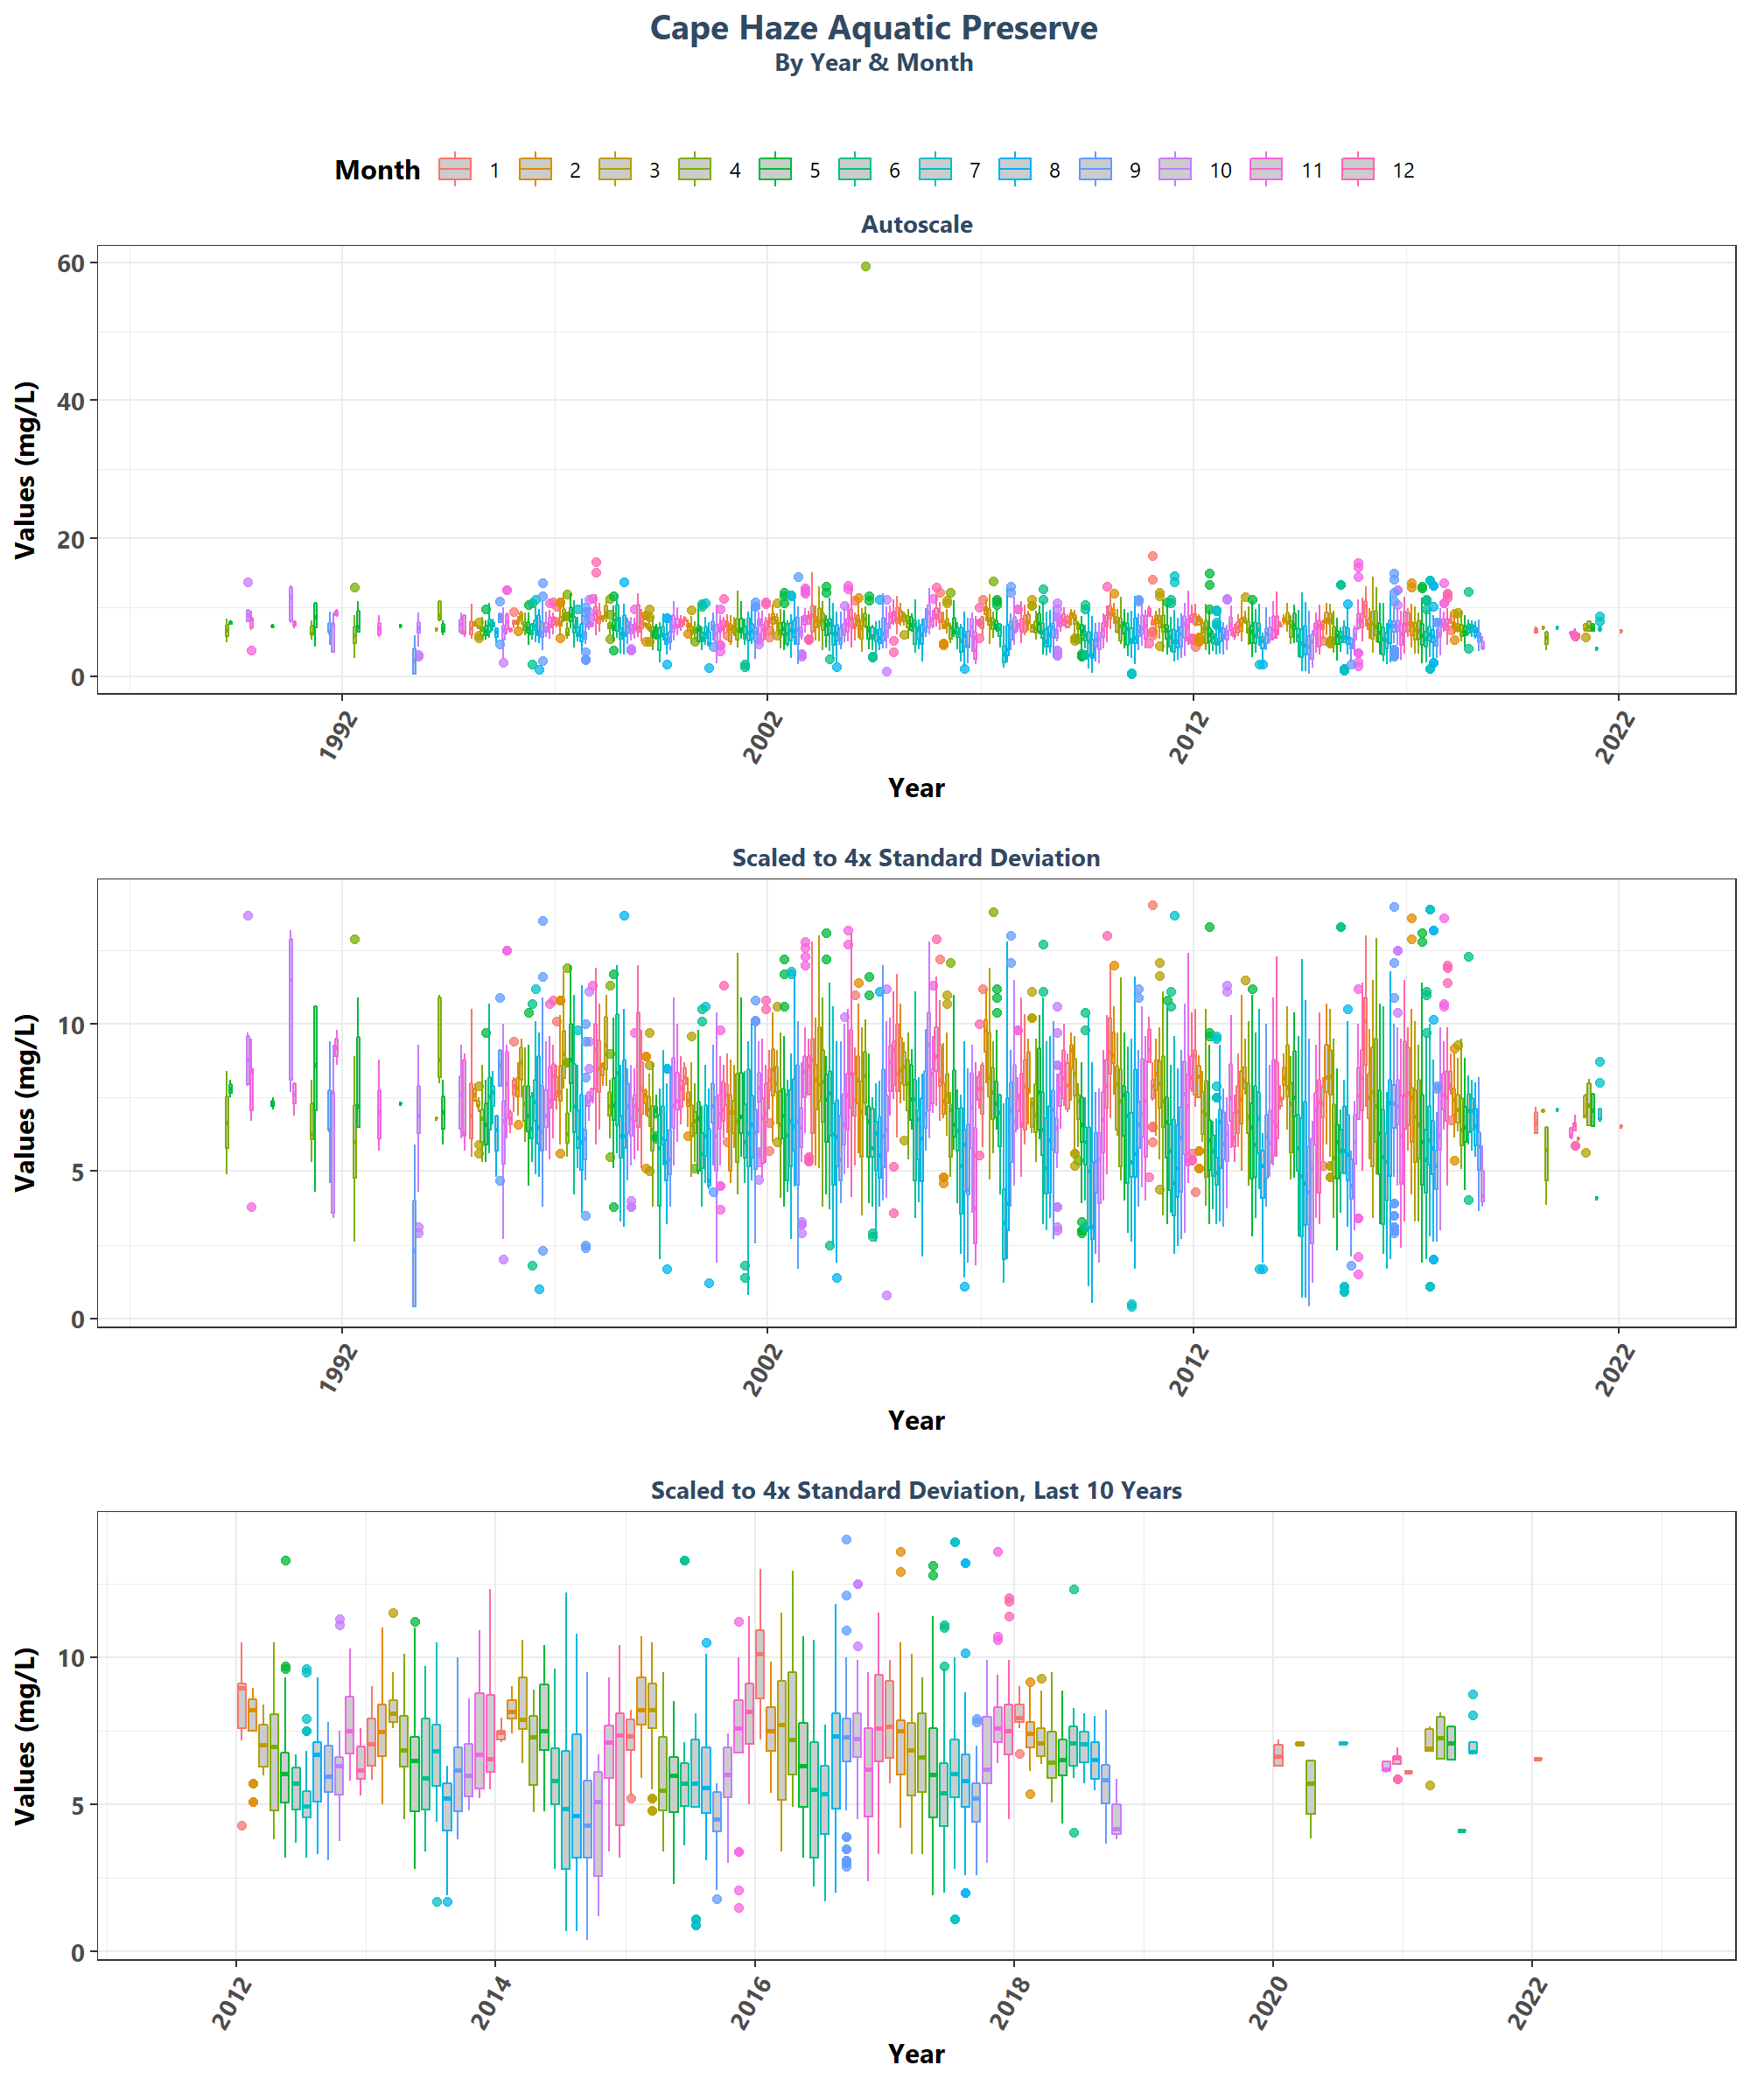 Cape Haze Aquatic Preserve
By Year & Month
Month 1 2 3 4 5 6 7 8 9 10 11 12
Autoscale
Values (mg/L)
60
40
20
0
1992 2002 2012 2022
Year
Scaled to 4x Standard Deviation
Values (mg/L)
10
5
0
1992 2002 2012 2022
Year
Scaled to 4x Standard Deviation, Last 10 Years
Values (mg/L)
10
5
0
2012 2014 2016 2018 2020 2022
Year